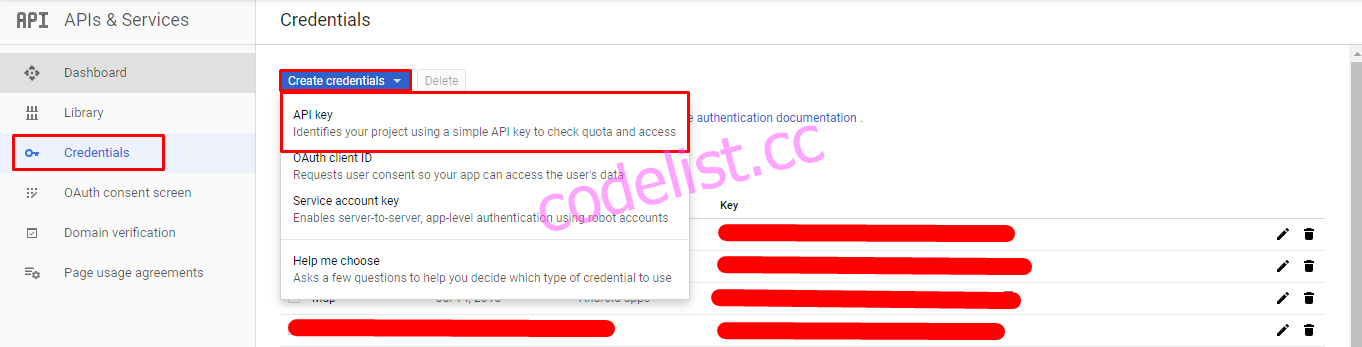 API APIs & Services
Credentials
Dashboard
Library
Credentials
OAuth consent screen
Domain verification
Page usage agreements
Create credentials
Delete
API key
Identifies your project using a simple API key to check quota and access
authentication documentation .
OAuth client ID
Requests user consent so your app can access the user's data
Service account key
Enables server-to-server, app-level authentication using robot accounts
Help me choose
Asks a few questions to help you decide which type of credential to use
Key
codelist.cc